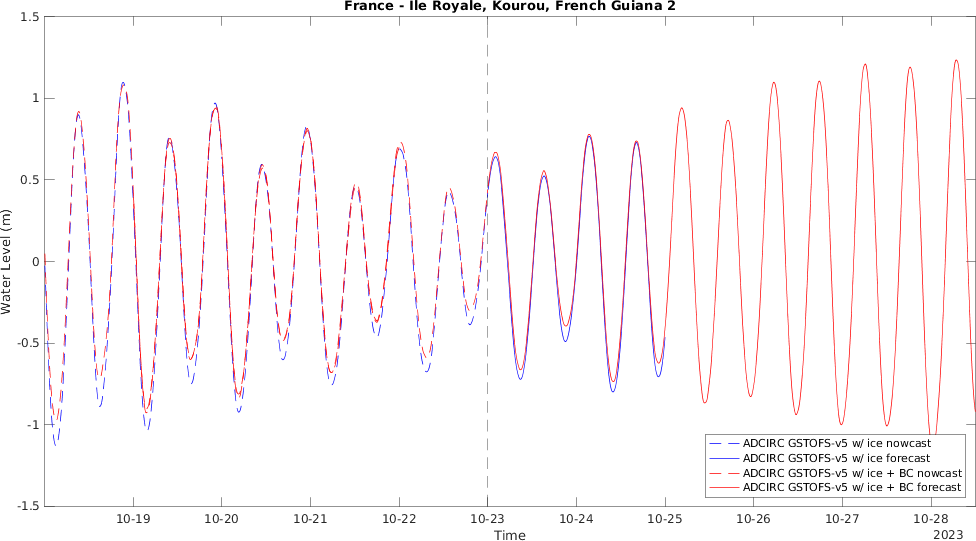 France - Ile Royale, Kourou, French Guiana 2
1.5
1
0.5
0
-0.5
-1
-1.5
Water Level (m)
10-19 10-20 10-21 10-22 10-23 10-24 10-25 10-26 10-27 10-28
Time
2023
ADCIRC GSTOFS-v5 w/ ice nowcast
ADCIRC GSTOFS-v5 w/ ice forecast
ADCIRC GSTOFS-v5 w/ ice + BC nowcast
ADCIRC GSTOFS-v5 w/ ice + BC forecast